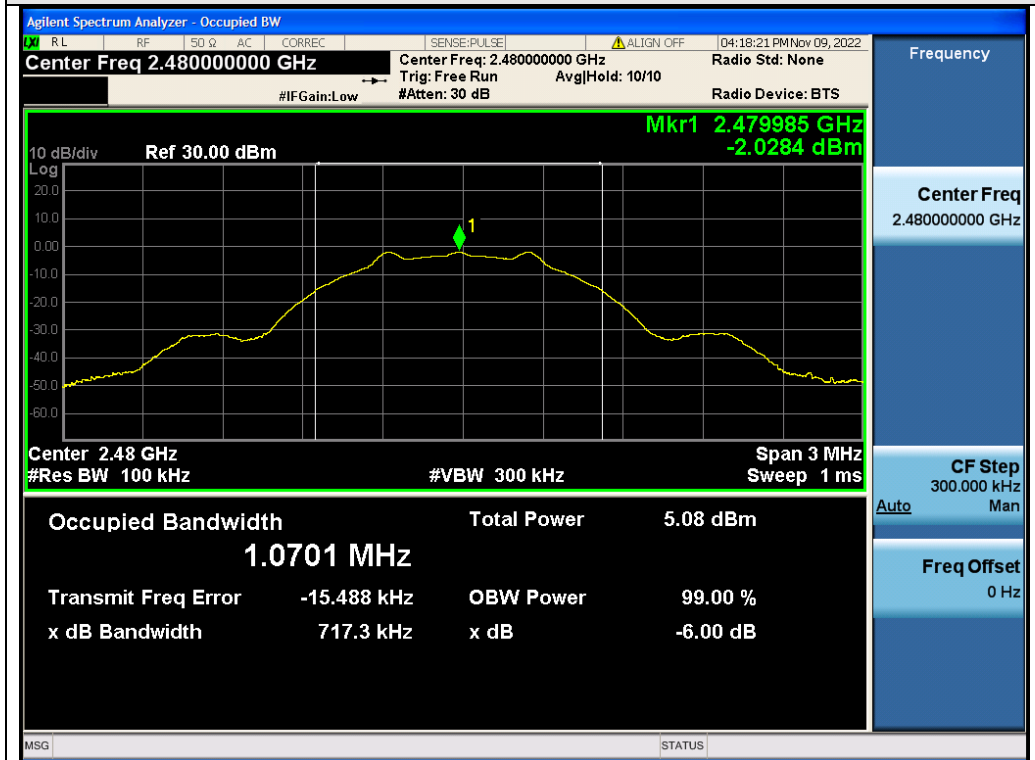 Agilent Spectrum Analyzer - Occupied BW
LXI RL RF 50 Ω AC CORREC SENSE:PULSE ALIGN OFF 04:18:21 PM Nov 09, 2022
Center Freq 2.480000000 GHz Center Freq: 2.480000000 GHz Radio Std: None
Trig: Free Run Avg|Hold: 10/10
#IFGain:Low #Atten: 30 dB Radio Device: BTS
Mkr1 2.479985 GHz
10 dB/div Ref 30.00 dBm -2.0284 dBm
Log
20.0
10.0
1
0.00
-10.0
-20.0
-30.0
-40.0
-50.0
-60.0
Center 2.48 GHz Span 3 MHz
#Res BW 100 kHz #VBW 300 kHz Sweep 1 ms
Occupied Bandwidth Total Power 5.08 dBm
1.0701 MHz
Transmit Freq Error -15.488 kHz OBW Power 99.00 %
x dB Bandwidth 717.3 kHz x dB -6.00 dB
MSG STATUS
Frequency
Center Freq
2.480000000 GHz
CF Step
300.000 kHz
Auto Man
Freq Offset
0 Hz